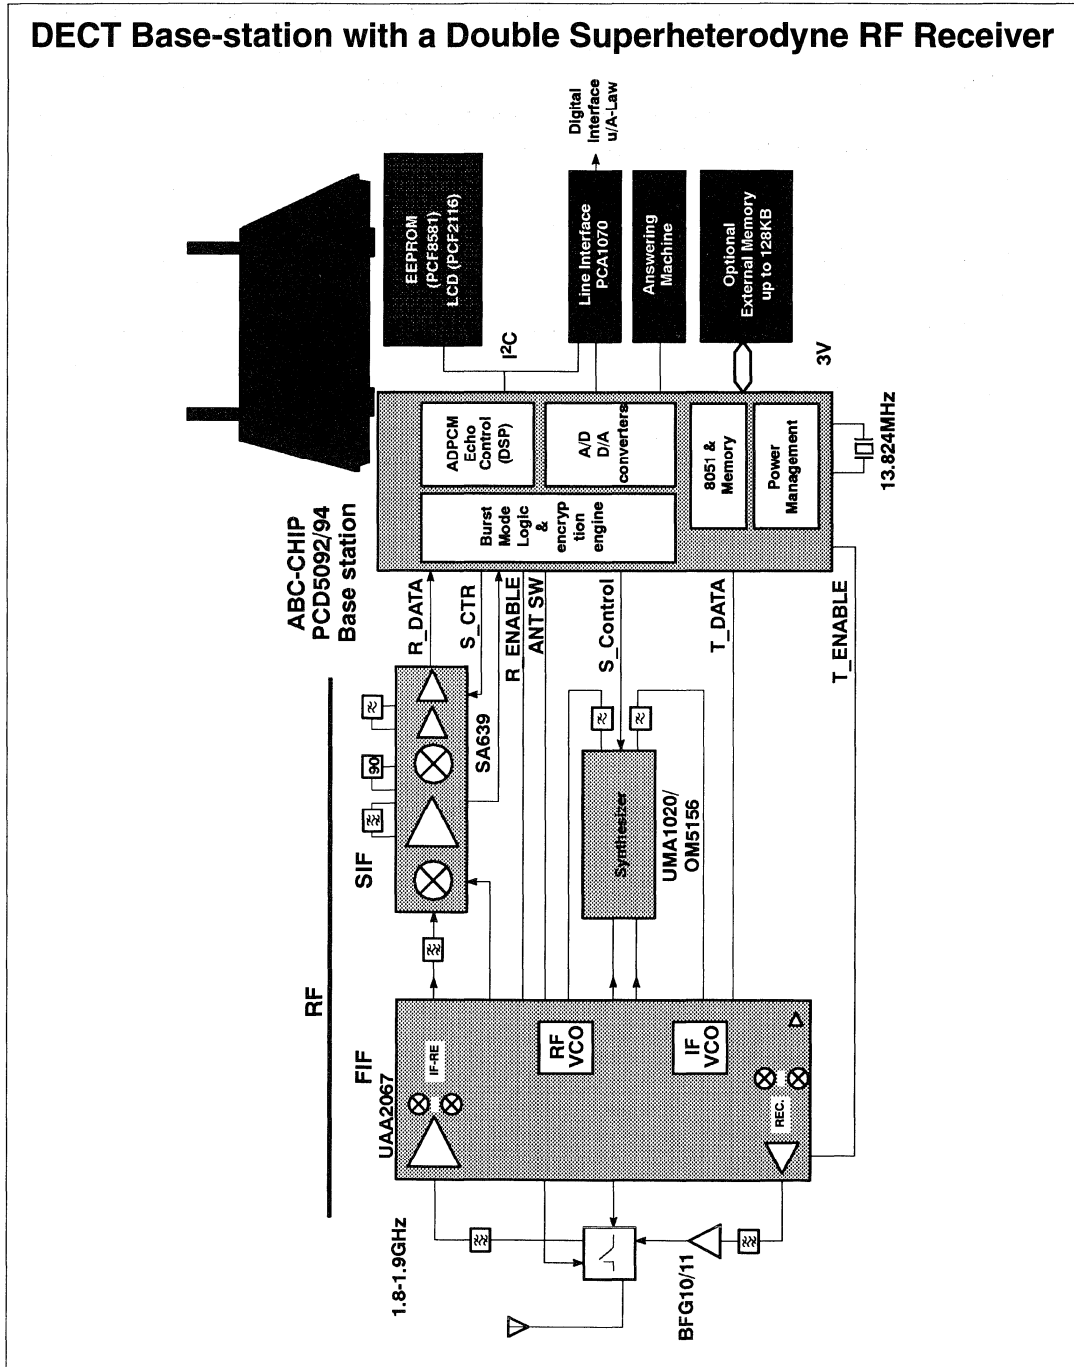 DECT Base-station with a Double Superheterodyne RF Receiver
Digital
Interface
u/A-Law
EEPROM
(PCF8581)
LCD (PCF2116)
Line Interface
PCA1070
Answering
Machine
Optional
External Memory
up to 128KB
I²C
3V
ADPCM
Echo
Control
(DSP)
A/D
D/A
converters
8051 &
Memory
Power
Management
13.824MHz
Burst
Mode
Logic
&
encryp
tion
engine
ABC-CHIP
PCD5092/94
Base station
R_DATA
S_CTR
R_ENABLE
ANT SW
S_Control
T_DATA
T_ENABLE
90
SA639
SIF
Synthesizer
UMA1020/
OM5156
RF
FIF
UAA2067
IF-RE
RF
VCO
IF
VCO
REC.
1.8-1.9GHz
BFG10/11